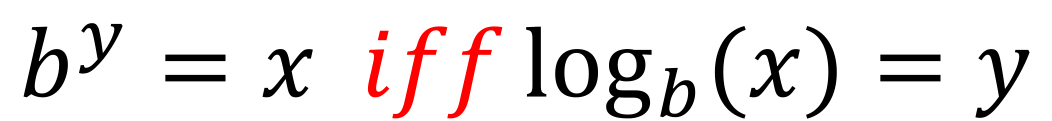 b^y = x iff log_b(x) = y